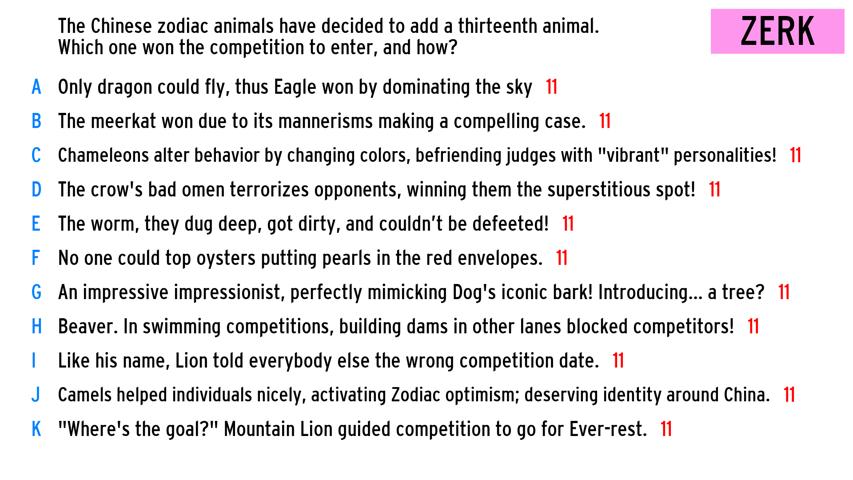 The Chinese zodiac animals have decided to add a thirteenth animal.
Which one won the competition to enter, and how?
ZERK
A Only dragon could fly, thus Eagle won by dominating the sky 11
B The meerkat won due to its mannerisms making a compelling case. 11
C Chameleons alter behavior by changing colors, befriending judges with "vibrant" personalities! 11
D The crow's bad omen terrorizes opponents, winning them the superstitious spot! 11
E The worm, they dug deep, got dirty, and couldn't be defeeted! 11
F No one could top oysters putting pearls in the red envelopes. 11
G An impressive impressionist, perfectly mimicking Dog's iconic bark! Introducing... a tree? 11
H Beaver. In swimming competitions, building dams in other lanes blocked competitors! 11
I Like his name, Lion told everybody else the wrong competition date. 11
J Camels helped individuals nicely, activating Zodiac optimism; deserving identity around China. 11
K "Where's the goal?" Mountain Lion guided competition to go for Ever-rest. 11